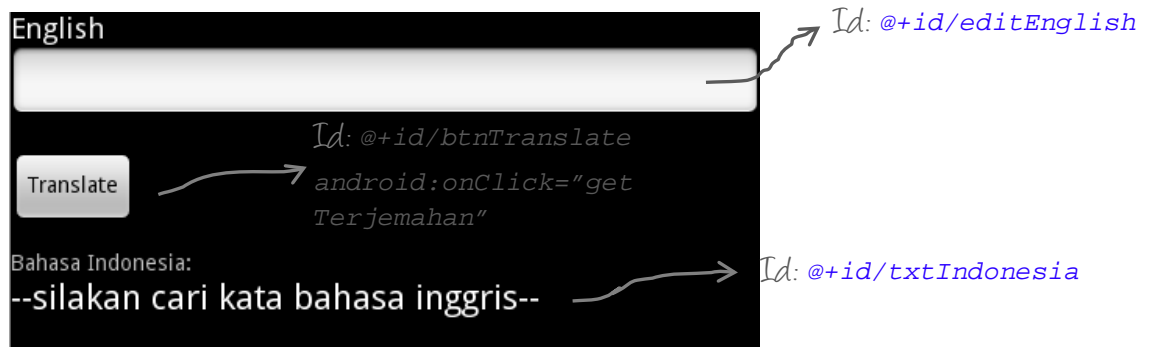 English
Id: @+id/editEnglish
Id: @+id/btnTranslate
android:onClick=”get
Terjemahan”
Translate
Bahasa Indonesia:
--silakan cari kata bahasa inggris--
Id: @+id/txtIndonesia